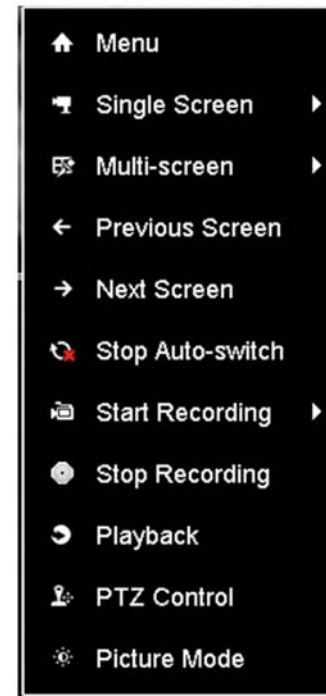 Menu
Single Screen
Multi-screen
Previous Screen
Next Screen
Stop Auto-switch
Start Recording
Stop Recording
Playback
PTZ Control
Picture Mode